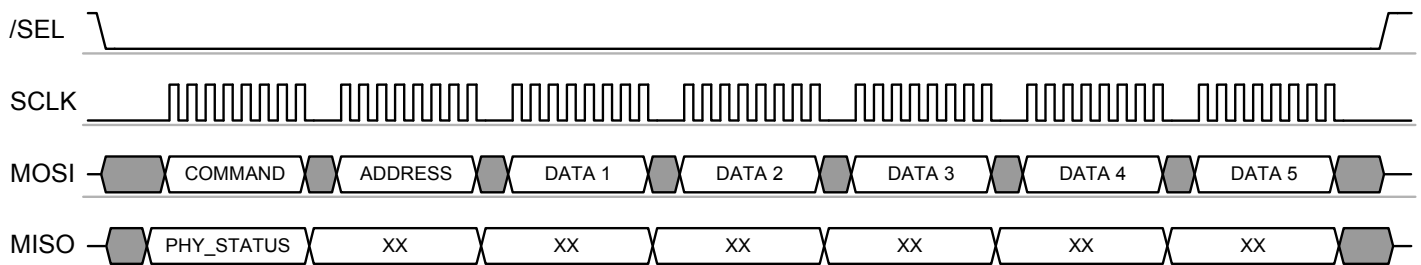 /SEL
SCLK
MOSI COMMAND ADDRESS DATA 1 DATA 2 DATA 3 DATA 4 DATA 5
MISO PHY_STATUS XX XX XX XX XX XX